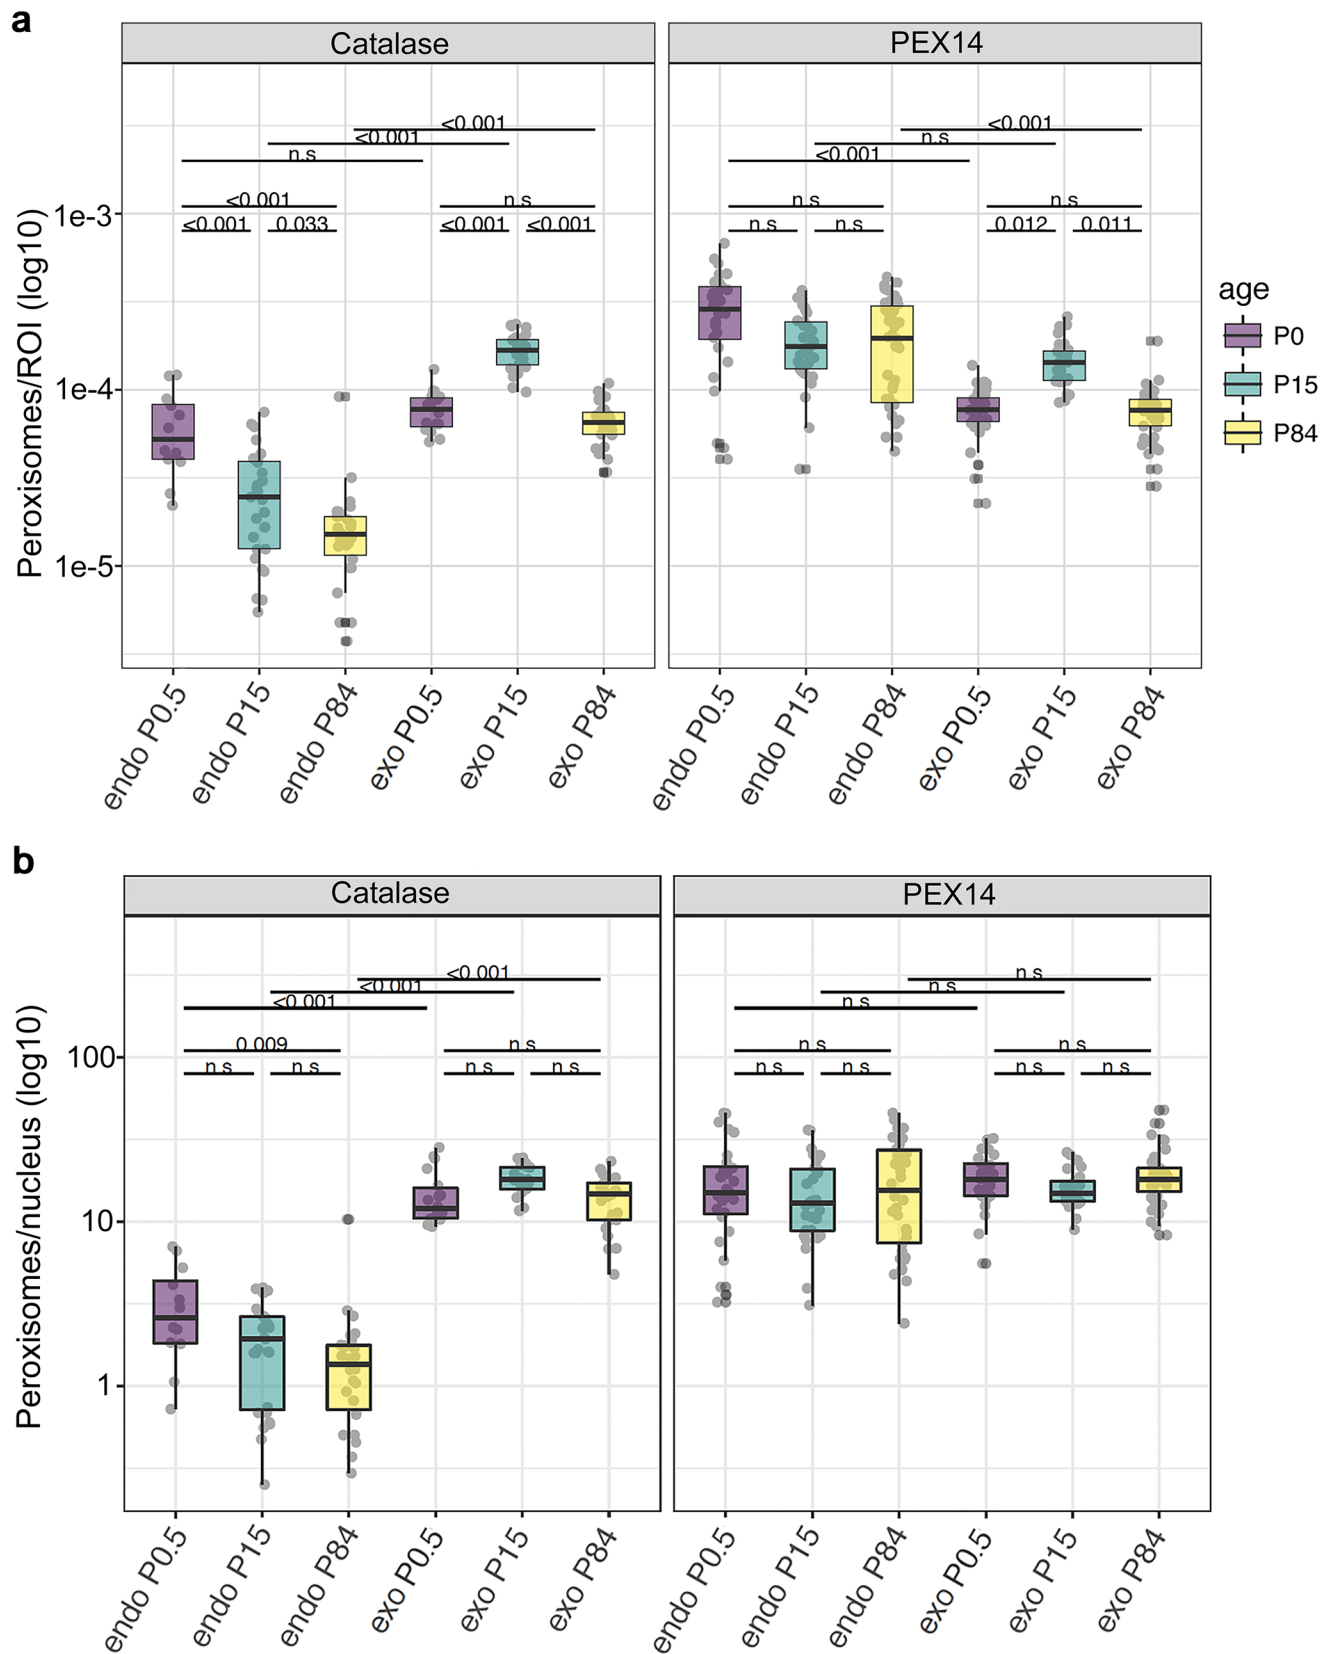 a
Catalase PEX14
<0.001 <0.001
<0.001 n.s
n.s <0.001
<0.001 n.s n.s n.s
<0.001 0.033 <0.001 <0.001 n.s n.s 0.012 0.011
Peroxisomes/ROI (log10)
1e-3
1e-4
1e-5
age
P0
P15
P84
endo P0.5 endo P15 endo P84 exo P0.5 exo P15 exo P84 endo P0.5 endo P15 endo P84 exo P0.5 exo P15 exo P84
b
Catalase PEX14
<0.001 n s
<0.001 n s
<0.001 n s
0.009 n s n s n s
n s n s n s n s n s n s n s n s
Peroxisomes/nucleus (log10)
100
10
1
endo P0.5 endo P15 endo P84 exo P0.5 exo P15 exo P84 endo P0.5 endo P15 endo P84 exo P0.5 exo P15 exo P84